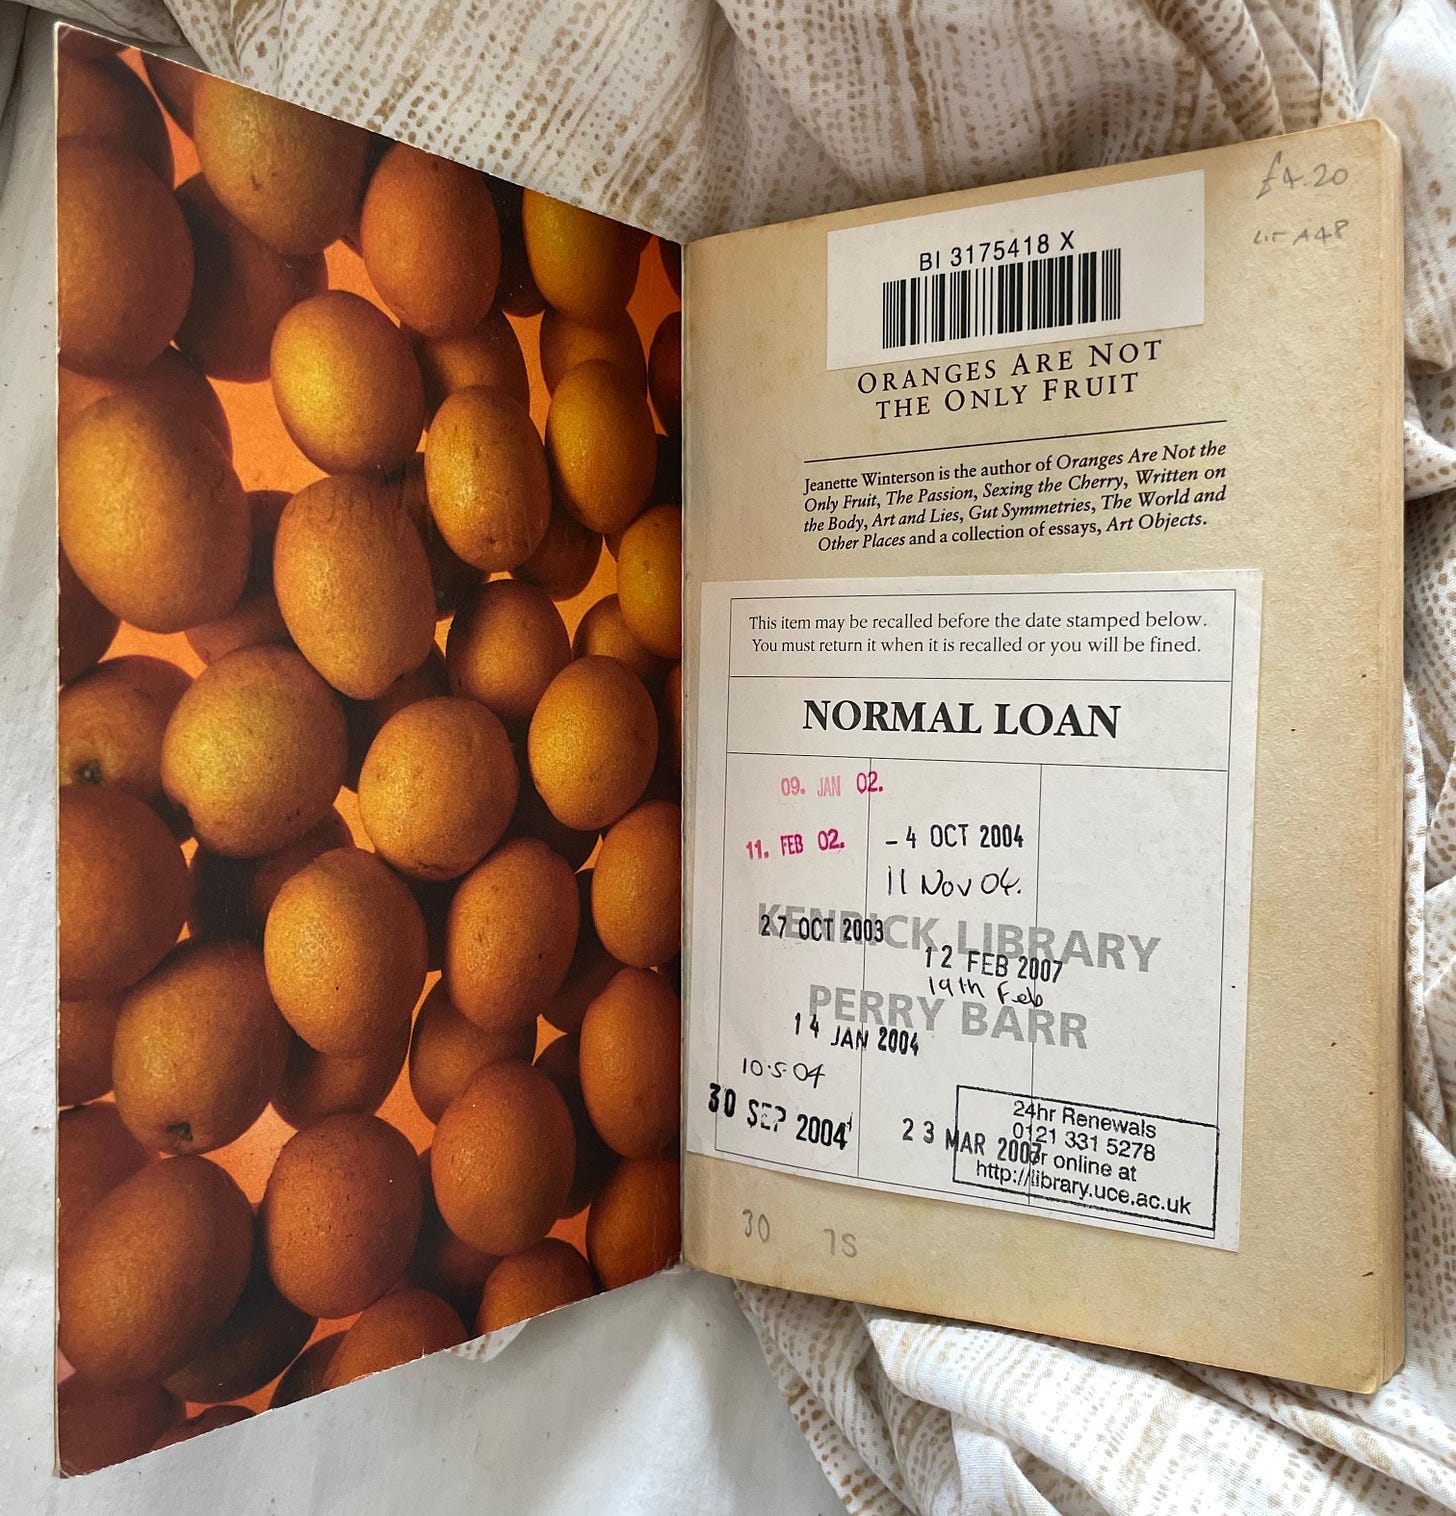 £4.20
LIT A48
BI 3175418 X
ORANGES ARE NOT
THE ONLY FRUIT
Jeanette Winterson is the author of Oranges Are Not the
Only Fruit, The Passion, Sexing the Cherry, Written on
the Body, Art and Lies, Gut Symmetries, The World and
Other Places and a collection of essays, Art Objects.
This item may be recalled before the date stamped below.
You must return it when it is recalled or you will be fined.
NORMAL LOAN
09. JAN 02.
11. FEB 02.
27 OCT 2003
14 JAN 2004
10.5.04
30 SEP 2004
- 4 OCT 2004
11 Nov 04.
KENRICK LIBRARY
12 FEB 2007
19th Feb
PERRY BARR
23 MAR 2007
24hr Renewals
0121 331 5278
or online at
http://library.uce.ac.uk
30